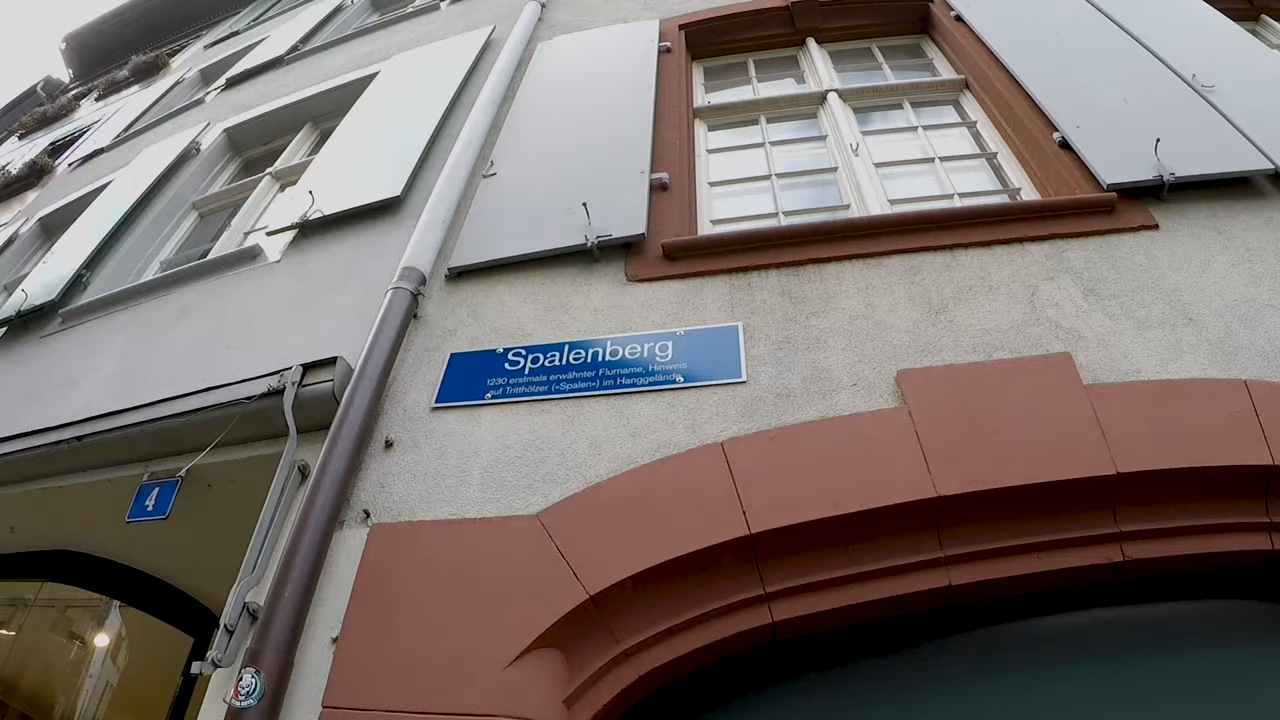 Spalenberg
1230 erstmals erwähnter Flurname, Hinweis
auf Tritthölzer («Spalen») im Hanggelände
4